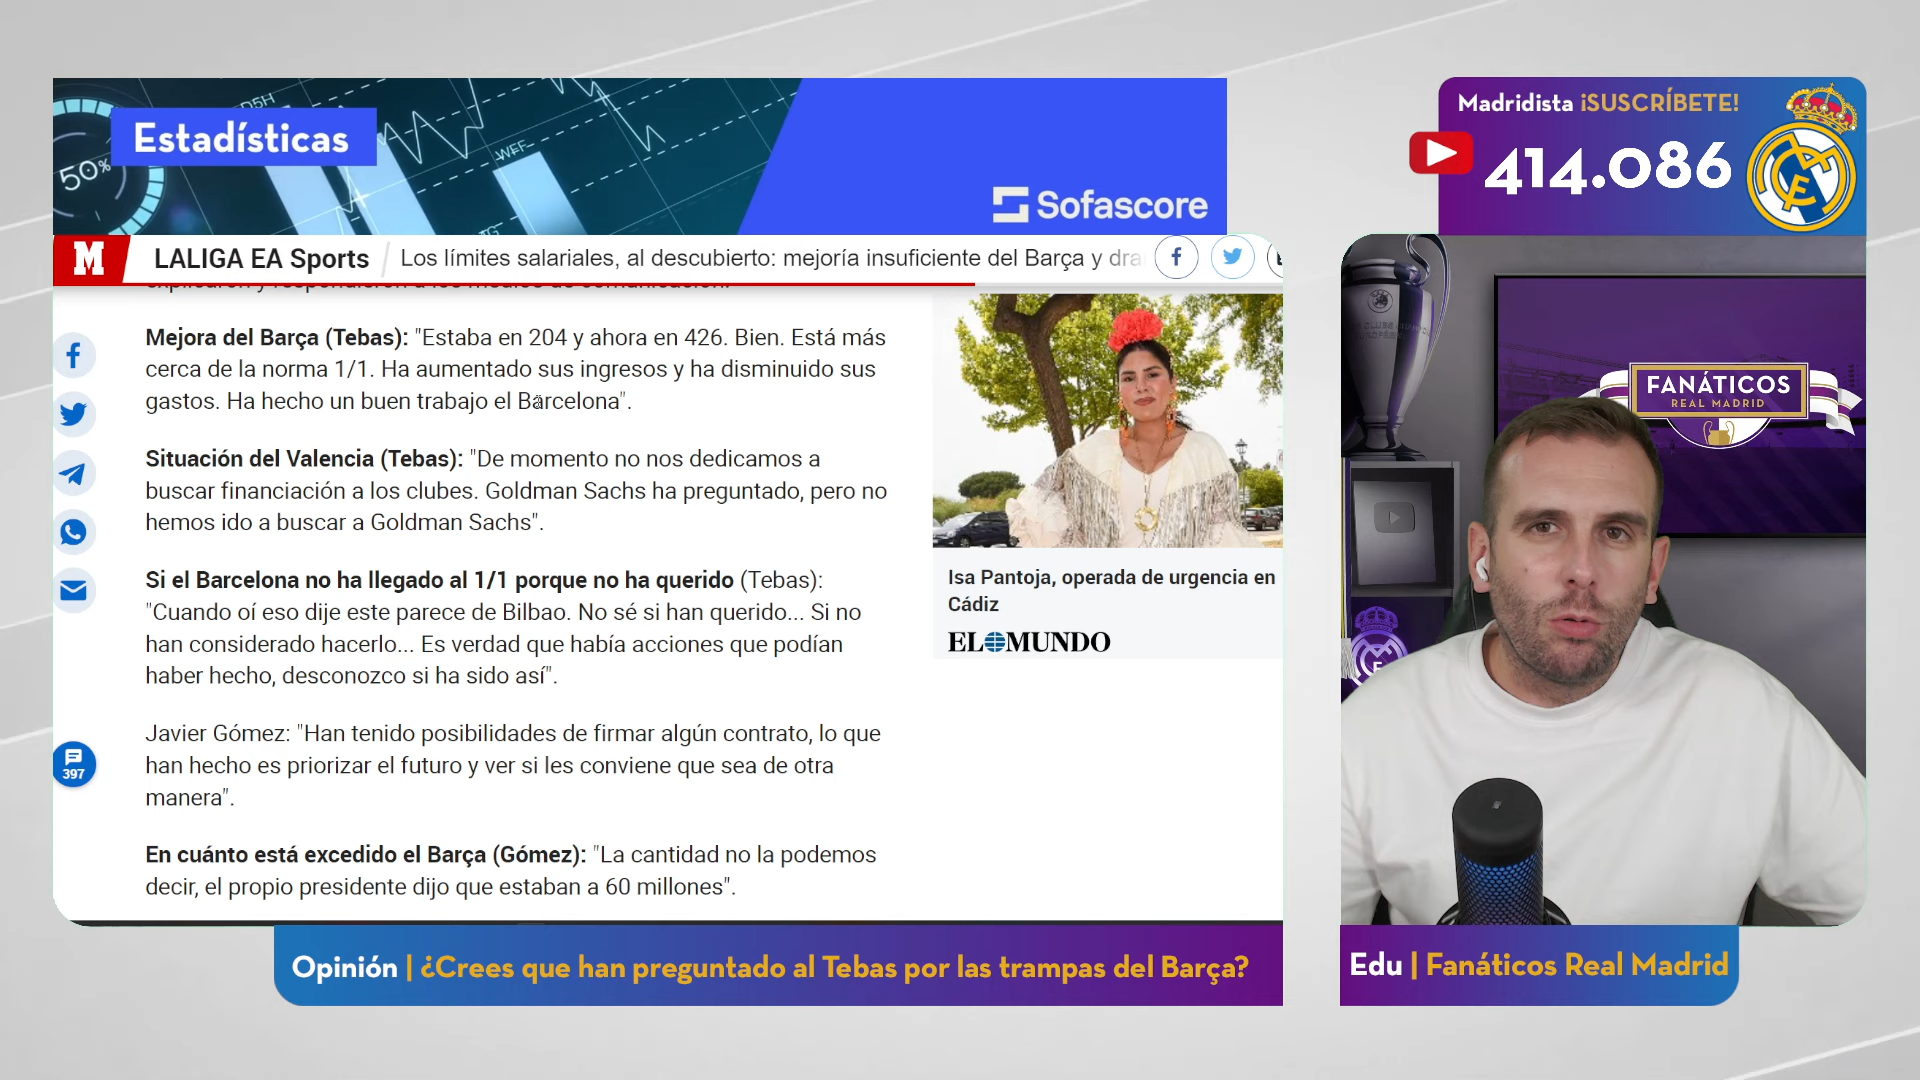 D5H
50%
WFF
Estadísticas
Sofascore
Madridista ¡SUSCRÍBETE!
414.086
M
LALIGA EA Sports
Los límites salariales, al descubierto: mejoría insuficiente del Barça y
explicaron y respondieron a los medios de comunicación.
Mejora del Barça (Tebas): "Estaba en 204 y ahora en 426. Bien. Está más
cerca de la norma 1/1. Ha aumentado sus ingresos y ha disminuido sus
gastos. Ha hecho un buen trabajo el Barcelona".
Situación del Valencia (Tebas): "De momento no nos dedicamos a
buscar financiación a los clubes. Goldman Sachs ha preguntado, pero no
hemos ido a buscar a Goldman Sachs".
Si el Barcelona no ha llegado al 1/1 porque no ha querido (Tebas):
"Cuando oí eso dije este parece de Bilbao. No sé si han querido... Si no
han considerado hacerlo... Es verdad que había acciones que podían
haber hecho, desconozco si ha sido así".
Javier Gómez: "Han tenido posibilidades de firmar algún contrato, lo que
han hecho es priorizar el futuro y ver si les conviene que sea de otra
manera".
En cuánto está excedido el Barça (Gómez): "La cantidad no la podemos
decir, el propio presidente dijo que estaban a 60 millones".
397
Isa Pantoja, operada de urgencia en
Cádiz
EL MUNDO
FANÁTICOS
REAL MADRID
Opinión | ¿Crees que han preguntado al Tebas por las trampas del Barça?
Edu | Fanáticos Real Madrid